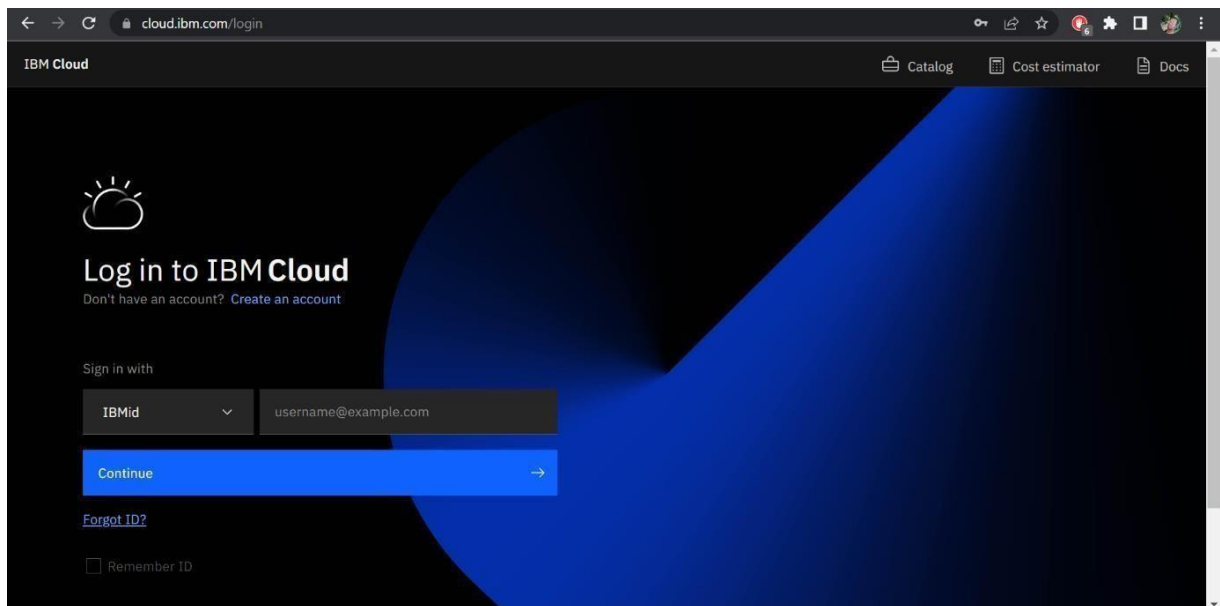 cloud.ibm.com/login
6
IBM Cloud
Catalog
Cost estimator
Docs
Log in to IBM Cloud
Don't have an account? Create an account
Sign in with
IBMid
username@example.com
Continue
Forgot ID?
Remember ID